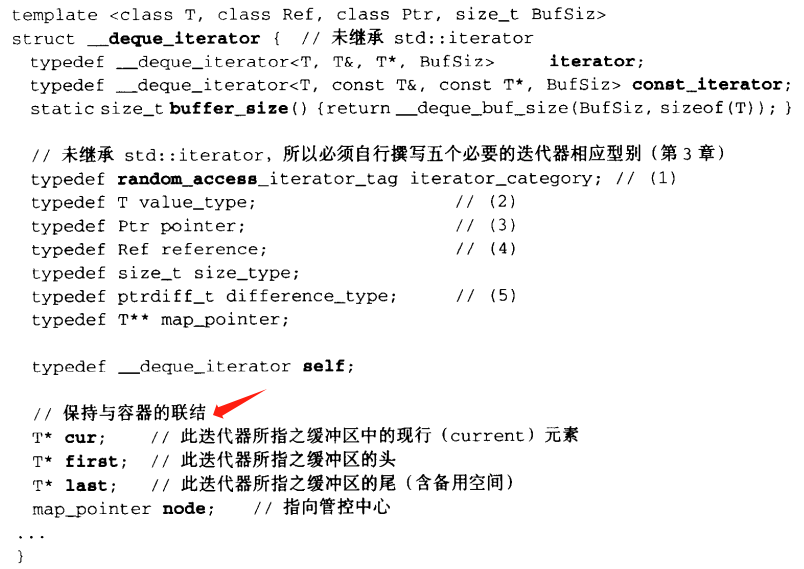 template <class T, class Ref, class Ptr, size_t BufSiz>
struct __deque_iterator { // 未继承 std::iterator
typedef __deque_iterator<T, T&, T*, BufSiz> iterator;
typedef __deque_iterator<T, const T&, const T*, BufSiz> const_iterator;
static size_t buffer_size() {return __deque_buf_size(BufSiz, sizeof(T)); }
// 未继承 std::iterator, 所以必须自行撰写五个必要的迭代器相应型别（第 3 章）
typedef random_access_iterator_tag iterator_category; // (1)
typedef T value_type; // (2)
typedef Ptr pointer; // (3)
typedef Ref reference; // (4)
typedef size_t size_type;
typedef ptrdiff_t difference_type; // (5)
typedef T** map_pointer;
typedef __deque_iterator self;
// 保持与容器的联结
T* cur; // 此迭代器所指之缓冲区中的现行（current）元素
T* first; // 此迭代器所指之缓冲区的头
T* last; // 此迭代器所指之缓冲区的尾（含备用空间）
map_pointer node; // 指向管控中心
...
}